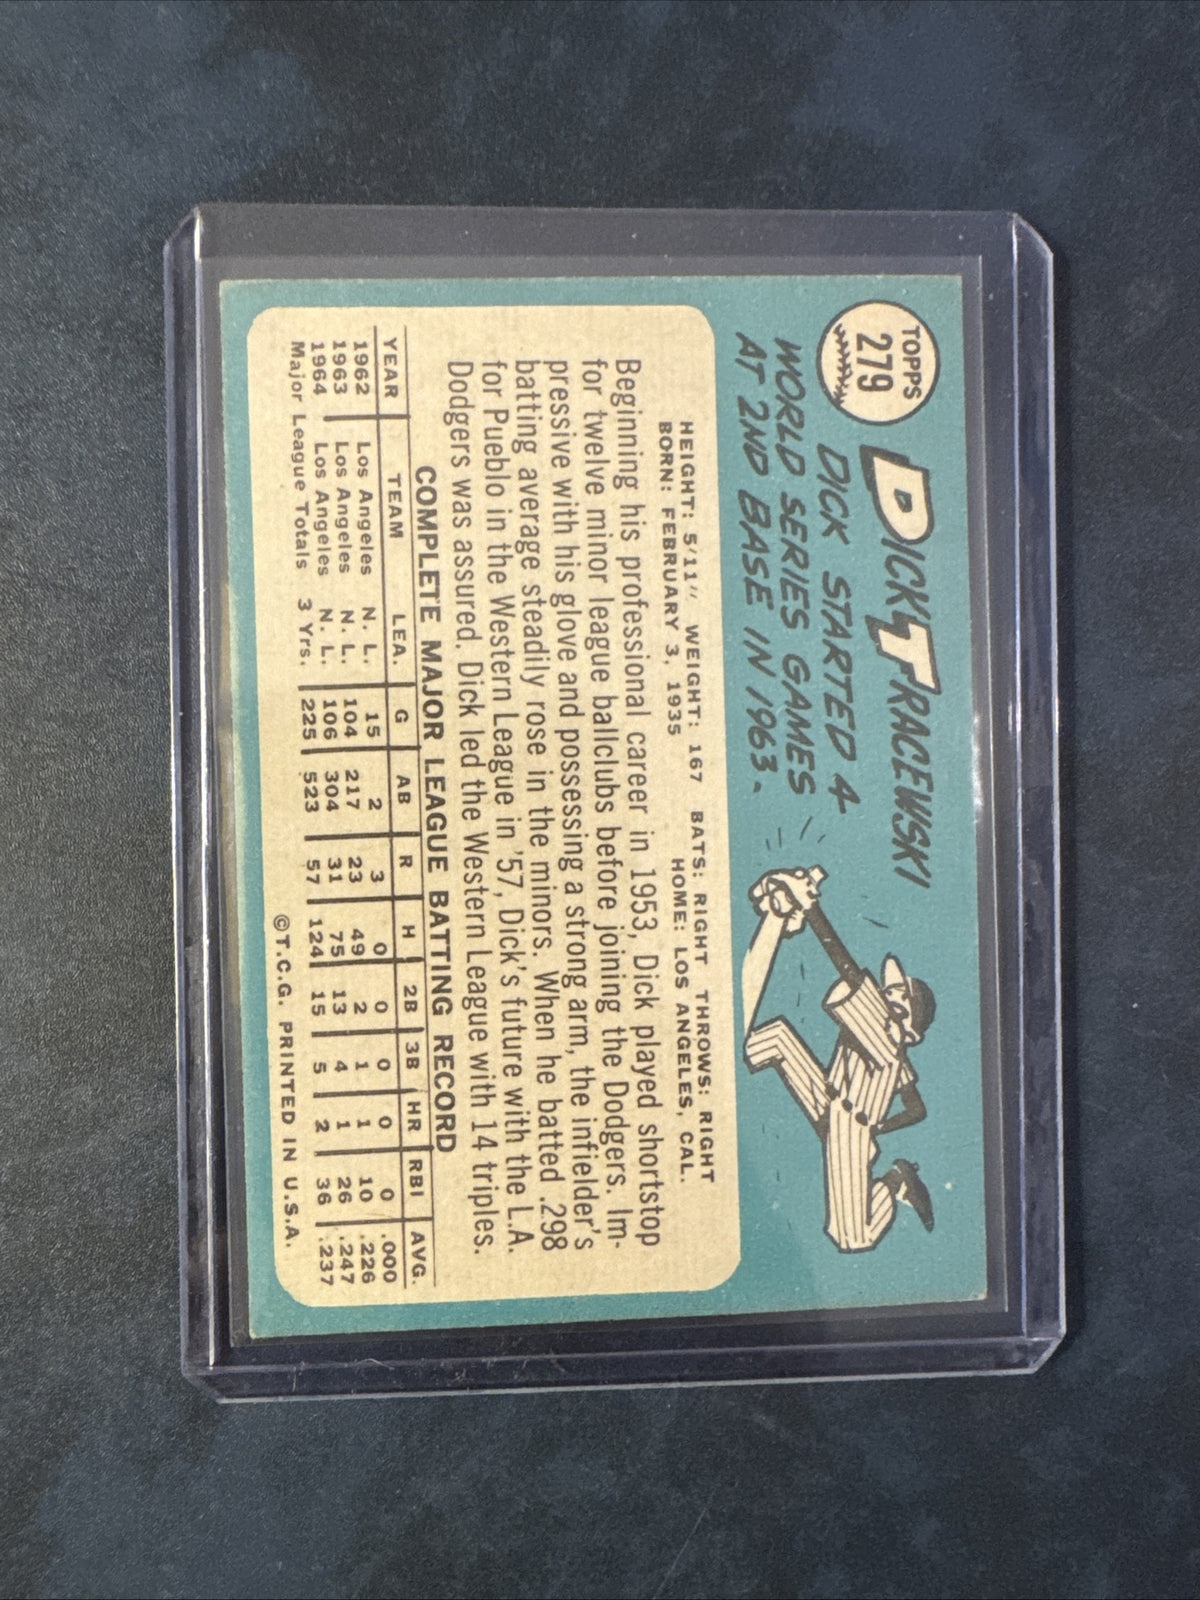 TOPPS
279
DICK TRACEWSKI
DICK STARTED 4
WORLD SERIES GAMES
AT 2ND BASE IN 1963.
HEIGHT: 5'11" WEIGHT: 167 BATS: RIGHT THROWS: RIGHT
BORN: FEBRUARY 3, 1935 HOME: LOS ANGELES, CAL.
Beginning his professional career in 1953, Dick played shortstop
for twelve minor league ballclubs before joining the Dodgers. Im-
pressive with his glove and possessing a strong arm, the infielder's
batting average steadily rose in the minors. When he batted .298
for Pueblo in the Western League in '57, Dick's future with the L.A.
Dodgers was assured. Dick led the Western League with 14 triples.
COMPLETE MAJOR LEAGUE BATTING RECORD
YEAR TEAM LEA. G AB R H 2B 3B HR RBI AVG.
1962 Los Angeles N. L. 15 2 3 0 0 0 0 0 .000
1963 Los Angeles N. L. 104 217 23 49 2 1 1 10 .226
1964 Los Angeles N. L. 106 304 31 75 13 4 1 26 .247
Major League Totals 3 Yrs. 225 523 57 124 15 5 2 36 .237
©T.C.G. PRINTED IN U.S.A.